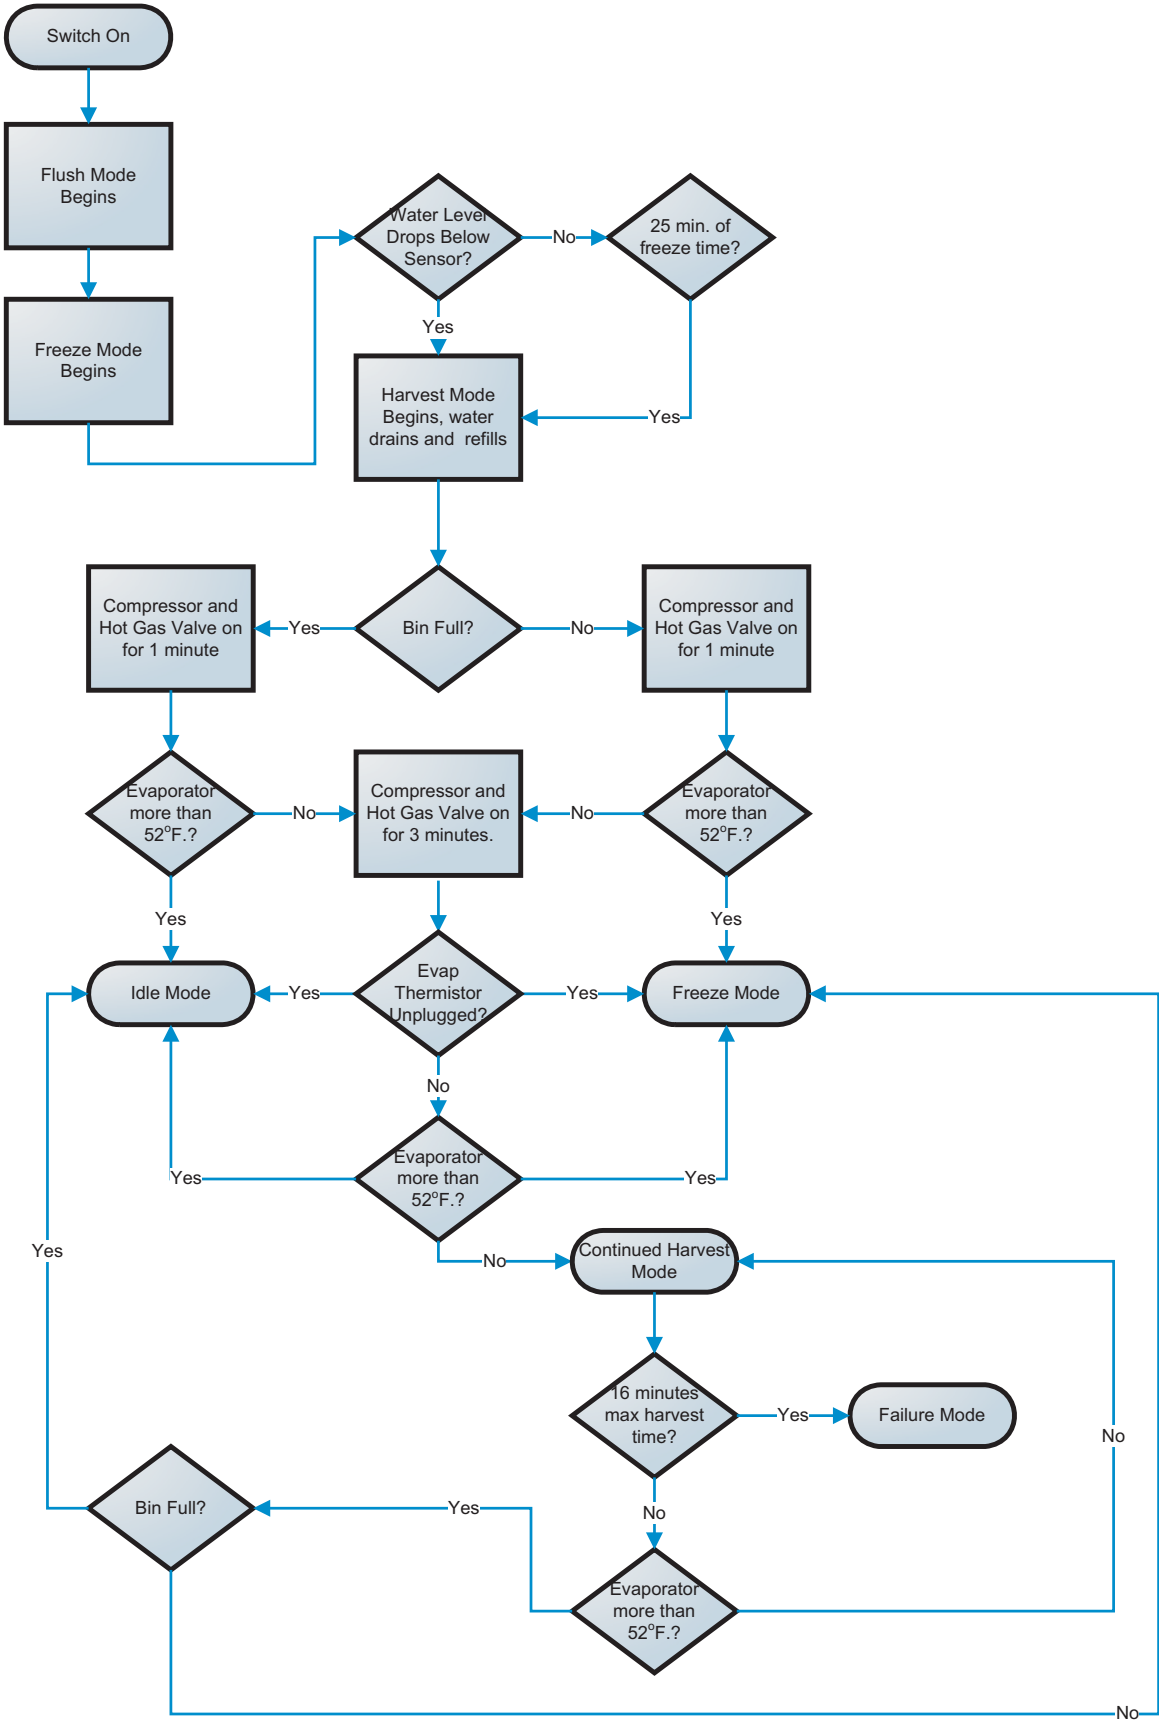 Switch On
Flush Mode
Begins
Freeze Mode
Begins
Water Level
Drops Below
Sensor?
No
25 min. of
freeze time?
Yes
Harvest Mode
Begins, water
drains and refills
Yes
Compressor and
Hot Gas Valve on
for 1 minute
Yes
Bin Full?
No
Compressor and
Hot Gas Valve on
for 1 minute
Evaporator
more than
52°F.?
No
Compressor and
Hot Gas Valve on
for 3 minutes.
No
Evaporator
more than
52°F.?
Yes
Yes
Idle Mode
Yes
Evap
Thermistor
Unplugged?
Yes
Freeze Mode
No
Yes
Evaporator
more than
52°F.?
Yes
Yes
No
Continued Harvest
Mode
16 minutes
max harvest
time?
Yes
Failure Mode
No
Bin Full?
Yes
No
Evaporator
more than
52°F.?
No